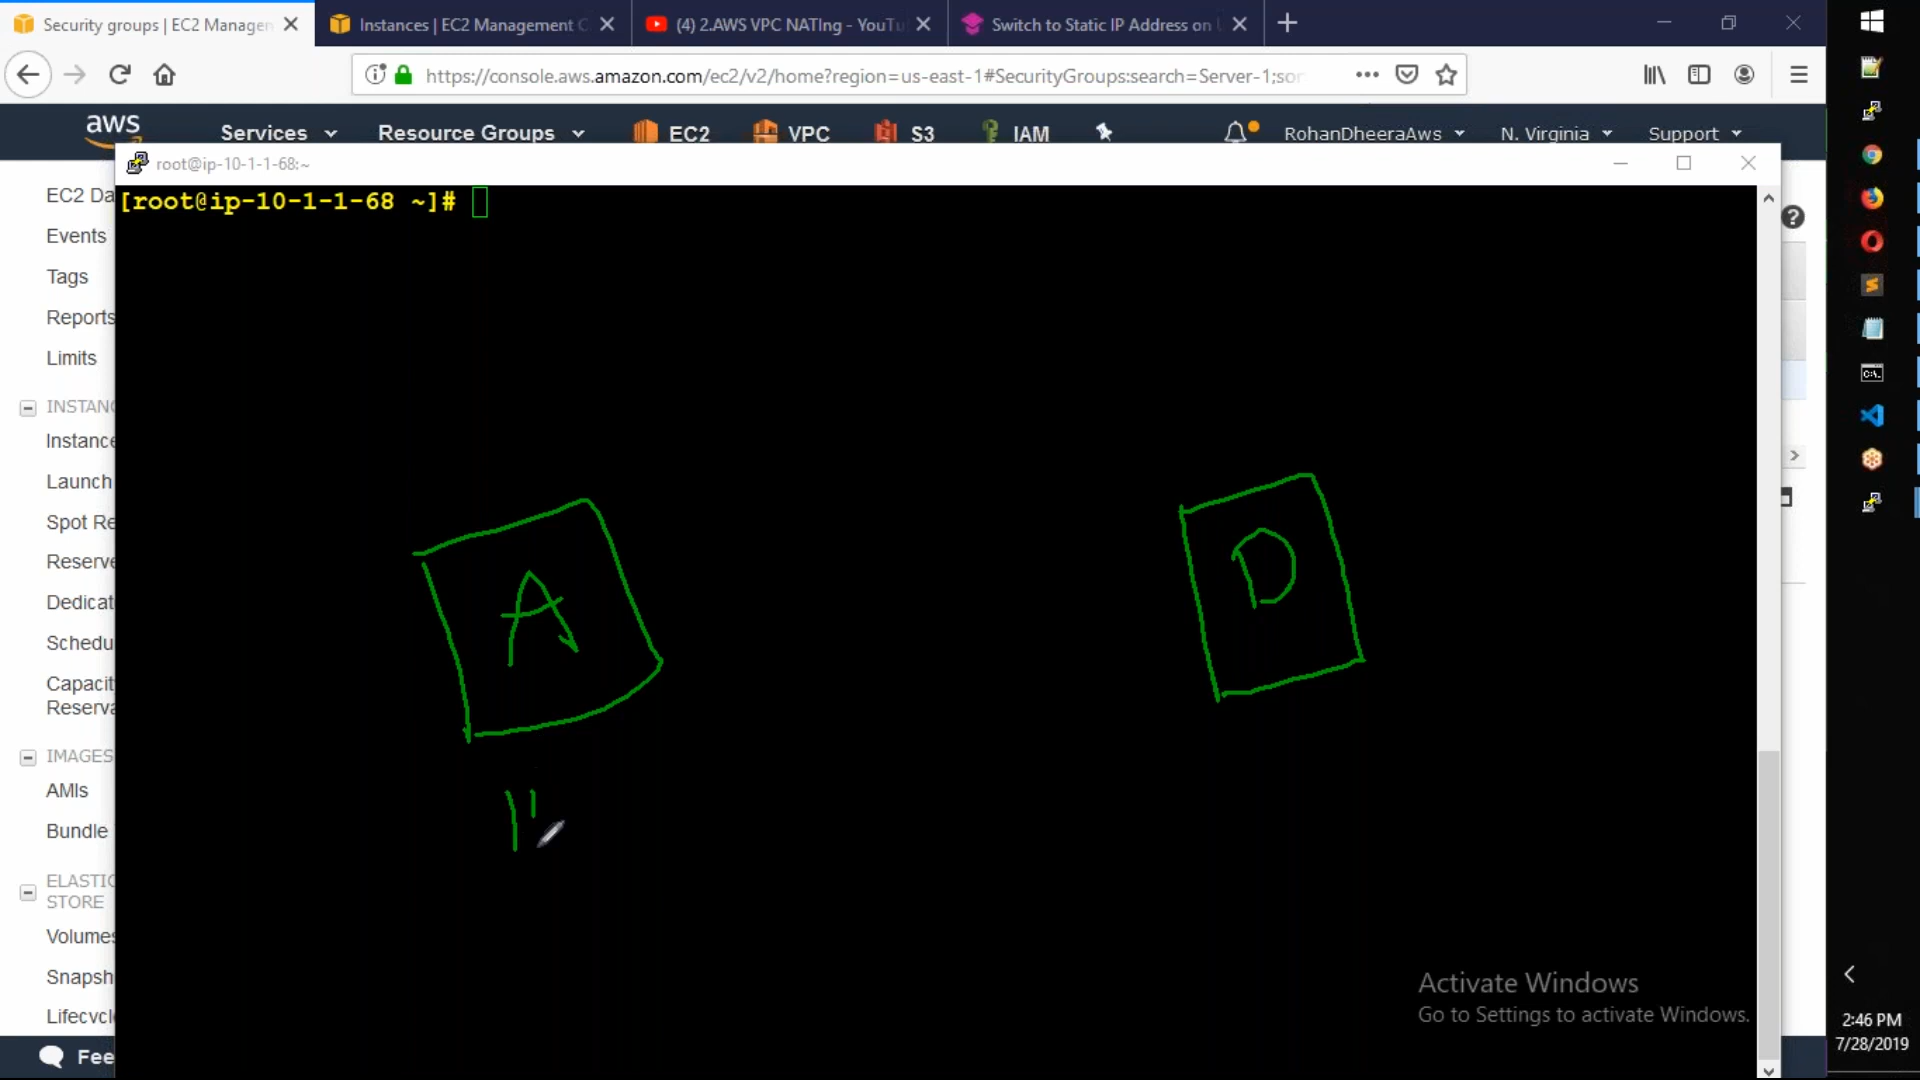 Security groups | EC2 Managen
Instances | EC2 Management C
(4) 2.AWS VPC NATIng - YouTu
Switch to Static IP Address on U
https://console.aws.amazon.com/ec2/v2/home?region=us-east-1#SecurityGroups:search=Server-1;sor
aws
Services
Resource Groups
EC2
VPC
S3
IAM
RohanDheeraAws
N. Virginia
Support
root@ip-10-1-1-68:~
[root@ip-10-1-1-68 ~]#
EC2 Da
Events
Tags
Reports
Limits
INSTANC
Instance
Launch
Spot Re
Reserve
Dedicat
Schedu
Capacit
Reserva
IMAGES
AMIs
Bundle
ELASTIC
STORE
Volumes
Snapsh
Lifecycl
Fee
A
D
Activate Windows
Go to Settings to activate Windows.
2:46 PM
7/28/2019